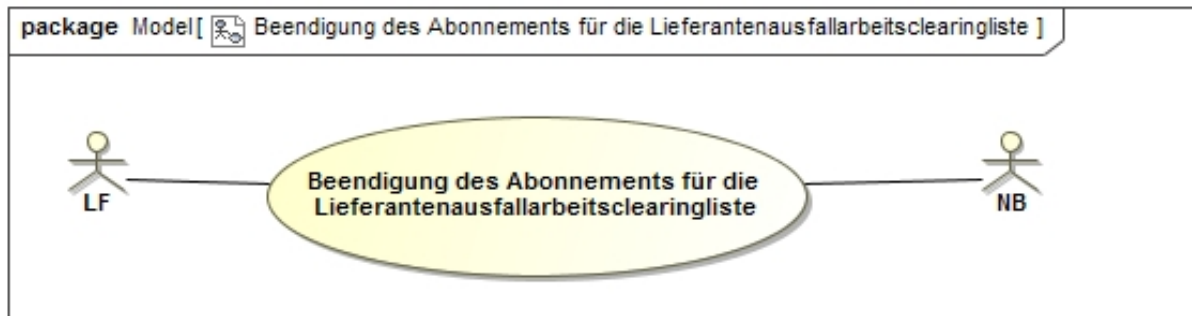 package Model[ Beendigung des Abonnements für die Lieferantenausfallarbeitsclearingliste ]
Beendigung des Abonnements für die
Lieferantenausfallarbeitsclearingliste
LF
NB